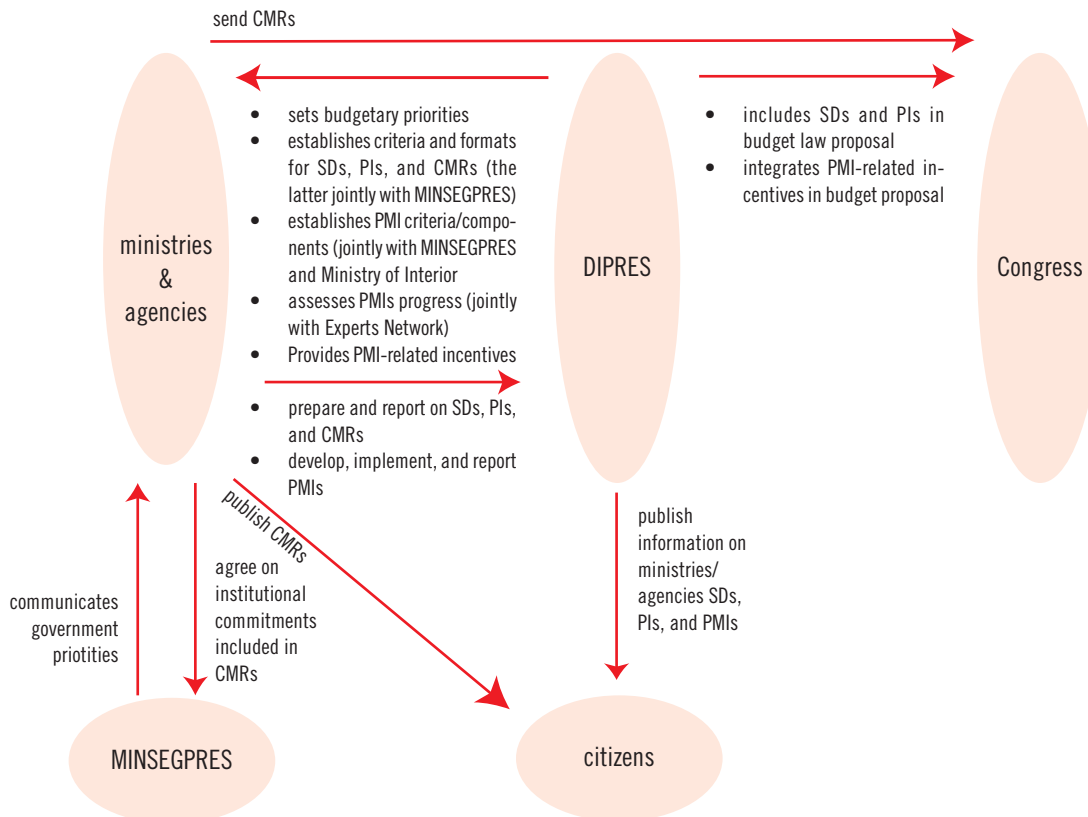 send CMRs
• sets budgetary priorities
• establishes criteria and formats
for SDs, PIs, and CMRs (the
latter jointly with MINSEGPRES)
• establishes PMI criteria/compo-
nents (jointly with MINSEGPRES
and Ministry of Interior
• assesses PMIs progress (jointly
with Experts Network)
• Provides PMI-related incentives
• includes SDs and PIs in
budget law proposal
• integrates PMI-related in-
centives in budget proposal
ministries
&
agencies
DIPRES
Congress
• prepare and report on SDs, PIs,
and CMRs
• develop, implement, and report
PMIs
publish CMRs
communicates
government
priotities
agree on
institutional
commitments
included in
CMRs
publish
information on
ministries/
agencies SDs,
PIs, and PMIs
MINSEGPRES
citizens